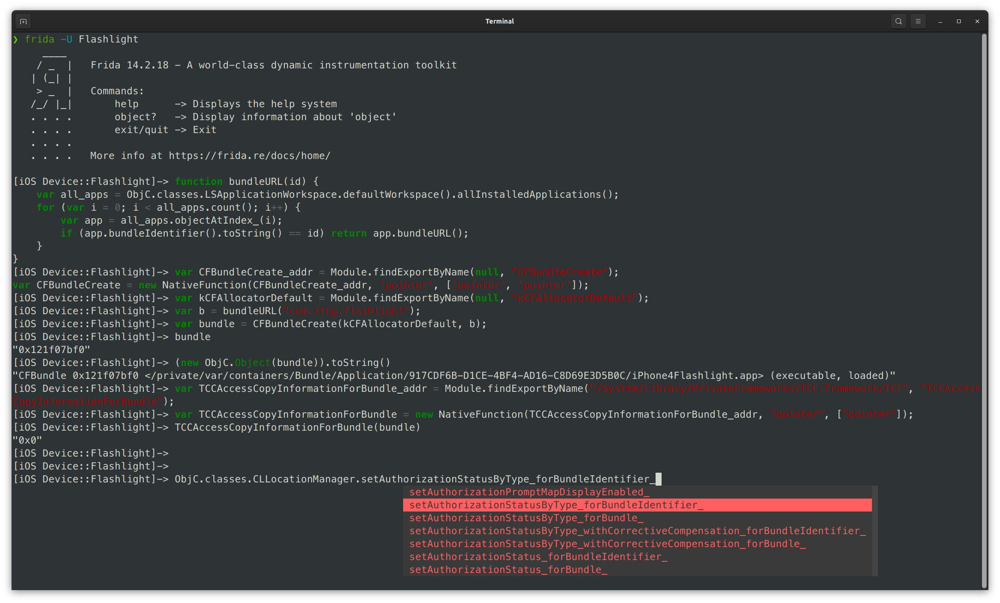 Terminal
❯ frida -U Flashlight
     ____
    / _  |   Frida 14.2.18 - A world-class dynamic instrumentation toolkit
   | (_| |
    > _  |   Commands:
   /_/ |_|       help      -> Displays the help system
   . . . .       object?   -> Display information about 'object'
   . . . .       exit/quit -> Exit
   . . . .
   . . . .   More info at https://frida.re/docs/home/
[iOS Device::Flashlight]-> function bundleURL(id) {
    var all_apps = ObjC.classes.LSApplicationWorkspace.defaultWorkspace().allInstalledApplications();
    for (var i = 0; i < all_apps.count(); i++) {
        var app = all_apps.objectAtIndex_(i);
        if (app.bundleIdentifier().toString() == id) return app.bundleURL();
    }
}
[iOS Device::Flashlight]-> var CFBundleCreate_addr = Module.findExportByName(null, "CFBundleCreate");
var CFBundleCreate = new NativeFunction(CFBundleCreate_addr, 'pointer', ['pointer', 'pointer']);
[iOS Device::Flashlight]-> var kCFAllocatorDefault = Module.findExportByName(null, "kCFAllocatorDefault");
[iOS Device::Flashlight]-> var b = bundleURL("com.7thg.flashlight");
[iOS Device::Flashlight]-> var bundle = CFBundleCreate(kCFAllocatorDefault, b);
[iOS Device::Flashlight]-> bundle
"0x121f07bf0"
[iOS Device::Flashlight]-> (new ObjC.Object(bundle)).toString()
"CFBundle 0x121f07bf0 </private/var/containers/Bundle/Application/917CDF6B-D1CE-4BF4-AD16-C8D69E3D5B0C/iPhone4Flashlight.app> (executable, loaded)"
[iOS Device::Flashlight]-> var TCCAccessCopyInformationForBundle_addr = Module.findExportByName("/System/Library/PrivateFrameworks/TCC.framework/TCC", "TCCAccess
CopyInformationForBundle");
[iOS Device::Flashlight]-> var TCCAccessCopyInformationForBundle = new NativeFunction(TCCAccessCopyInformationForBundle_addr, "pointer", ["pointer"]);
[iOS Device::Flashlight]-> TCCAccessCopyInformationForBundle(bundle)
"0x0"
[iOS Device::Flashlight]->
[iOS Device::Flashlight]->
[iOS Device::Flashlight]-> ObjC.classes.CLLocationManager.setAuthorizationStatusByType_forBundleIdentifier_
setAuthorizationPromptMapDisplayEnabled_
setAuthorizationStatusByType_forBundleIdentifier_
setAuthorizationStatusByType_forBundle_
setAuthorizationStatusByType_withCorrectiveCompensation_forBundleIdentifier_
setAuthorizationStatusByType_withCorrectiveCompensation_forBundle_
setAuthorizationStatus_forBundleIdentifier_
setAuthorizationStatus_forBundle_